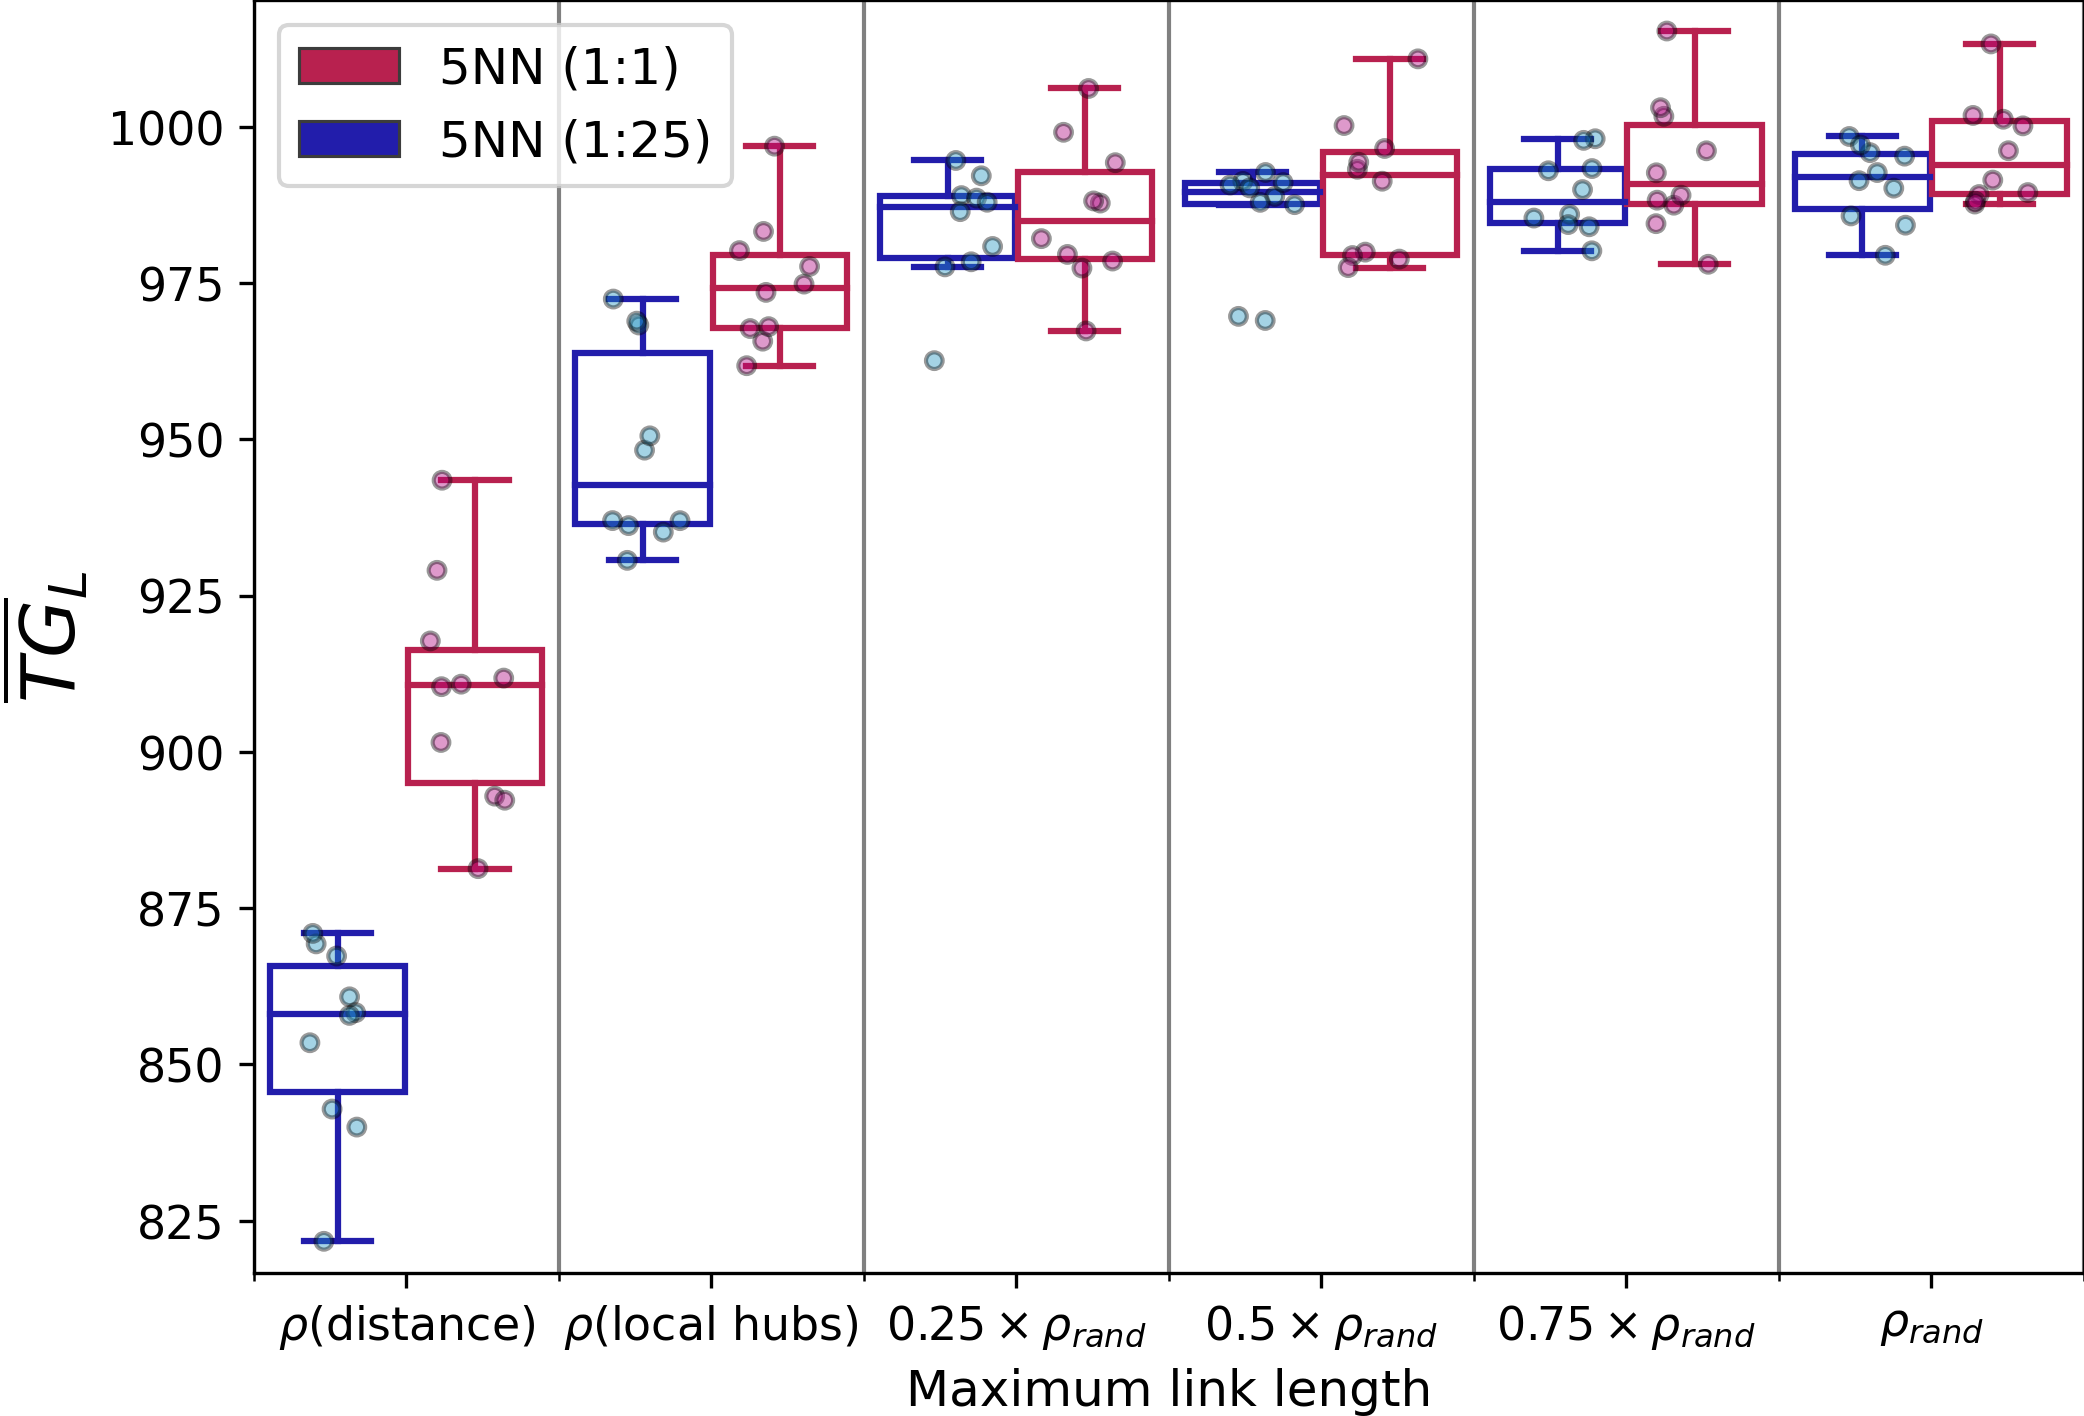 5NN (1:1)
5NN (1:25)
1000
975
950
925
900
875
850
825
T̅G̅_L
ρ(distance) ρ(local hubs) 0.25 × ρ_rand 0.5 × ρ_rand 0.75 × ρ_rand ρ_rand
Maximum link length